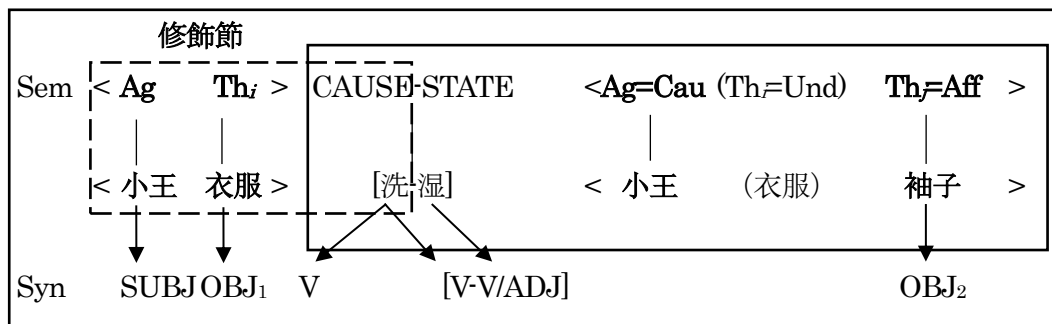 修飾節
Sem < Ag Thi > CAUSE-STATE <Ag=Cau (Thi=Und) Thj=Aff >
< 小王 衣服 > [洗-湿] < 小王 (衣服) 袖子 >
Syn SUBJ OBJ1 V [V-V/ADJ] OBJ2